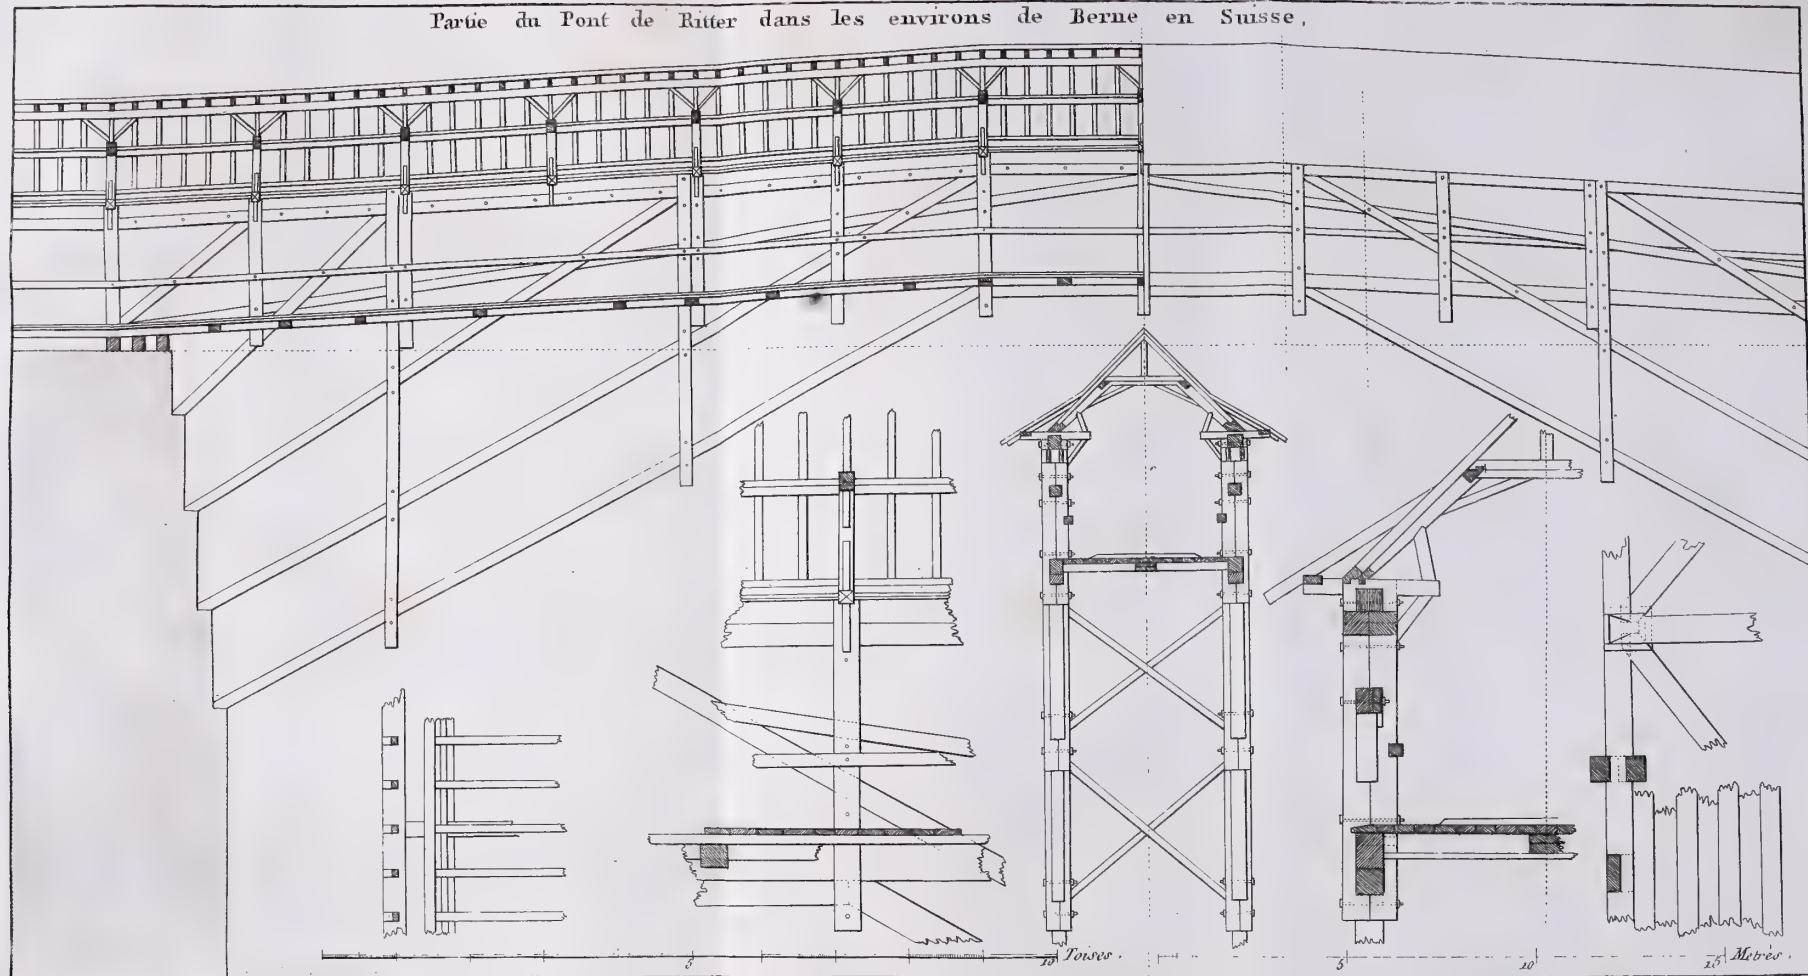 Partie du Pont de Ritter dans les environs de Berne en Suisse.
5 10 Toises. 5 10 15 Metres.